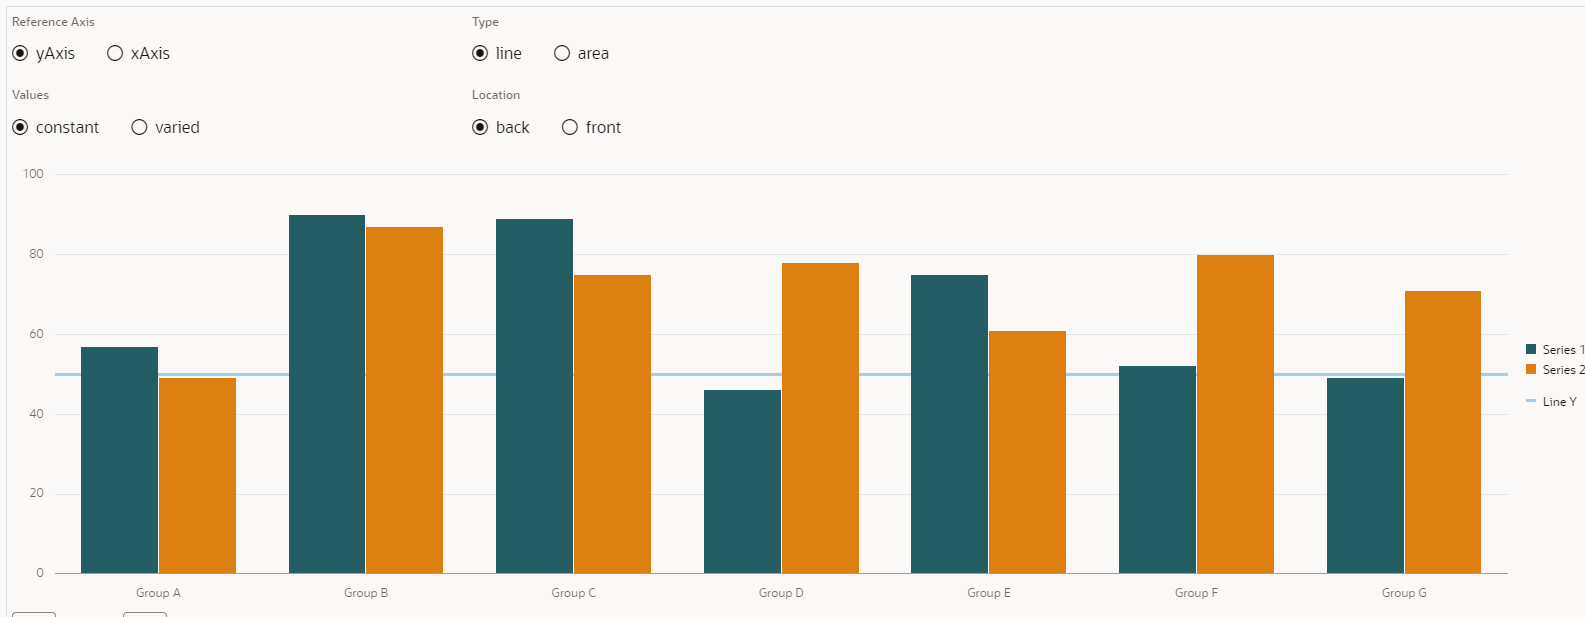 Reference Axis
Type
yAxis
xAxis
line
area
Values
Location
constant
varied
back
front
100
80
60
40
20
0
Group A
Group B
Group C
Group D
Group E
Group F
Group G
Series 1
Series 2
Line Y